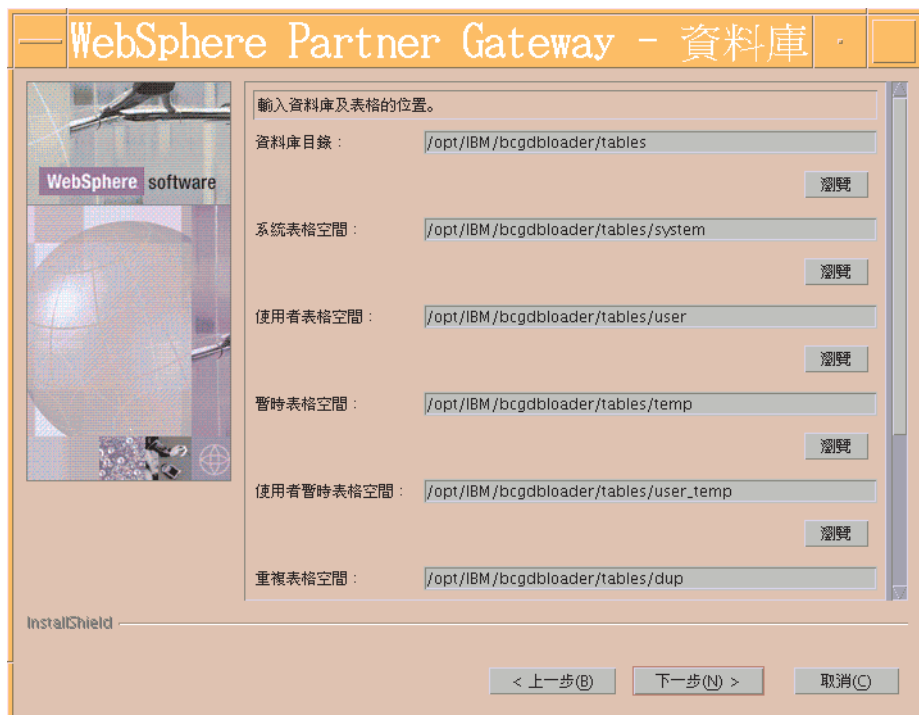 WebSphere Partner Gateway - 資料庫
WebSphere software
輸入資料庫及表格的位置。
資料庫目錄： /opt/IBM/bcgdbloader/tables
瀏覽
系統表格空間： /opt/IBM/bcgdbloader/tables/system
瀏覽
使用者表格空間： /opt/IBM/bcgdbloader/tables/user
瀏覽
暫時表格空間： /opt/IBM/bcgdbloader/tables/temp
瀏覽
使用者暫時表格空間： /opt/IBM/bcgdbloader/tables/user_temp
瀏覽
重複表格空間： /opt/IBM/bcgdbloader/tables/dup
InstallShield
< 上一步(B) 下一步(N) > 取消(C)